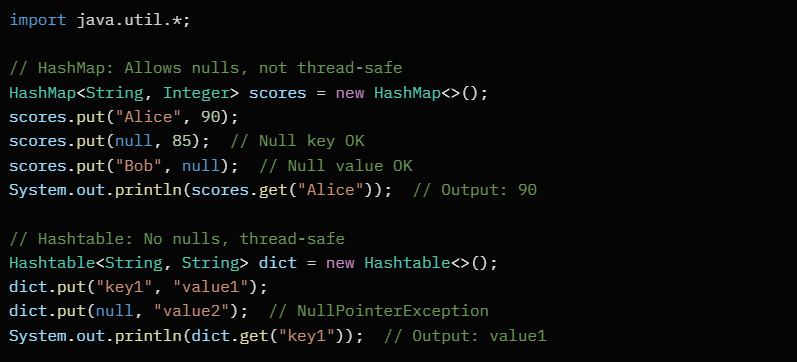 import java.util.*;
// HashMap: Allows nulls, not thread-safe
HashMap<String, Integer> scores = new HashMap<>();
scores.put("Alice", 90);
scores.put(null, 85);  // Null key OK
scores.put("Bob", null);  // Null value OK
System.out.println(scores.get("Alice"));  // Output: 90
// Hashtable: No nulls, thread-safe
Hashtable<String, String> dict = new Hashtable<>();
dict.put("key1", "value1");
dict.put(null, "value2");  // NullPointerException
System.out.println(dict.get("key1"));  // Output: value1